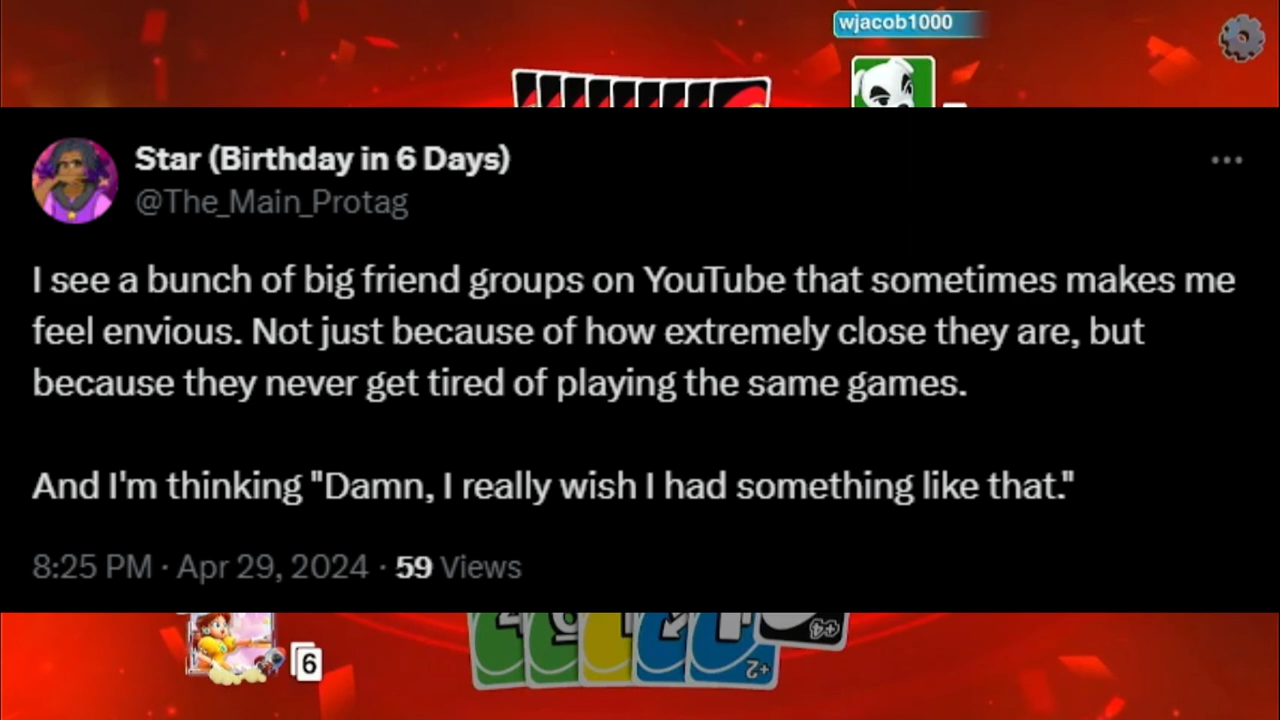 wjacob1000
Star (Birthday in 6 Days)
@The_Main_Protag
I see a bunch of big friend groups on YouTube that sometimes makes me
feel envious. Not just because of how extremely close they are, but
because they never get tired of playing the same games.
And I'm thinking "Damn, I really wish I had something like that."
8:25 PM · Apr 29, 2024 · 59 Views
6
+2
+4